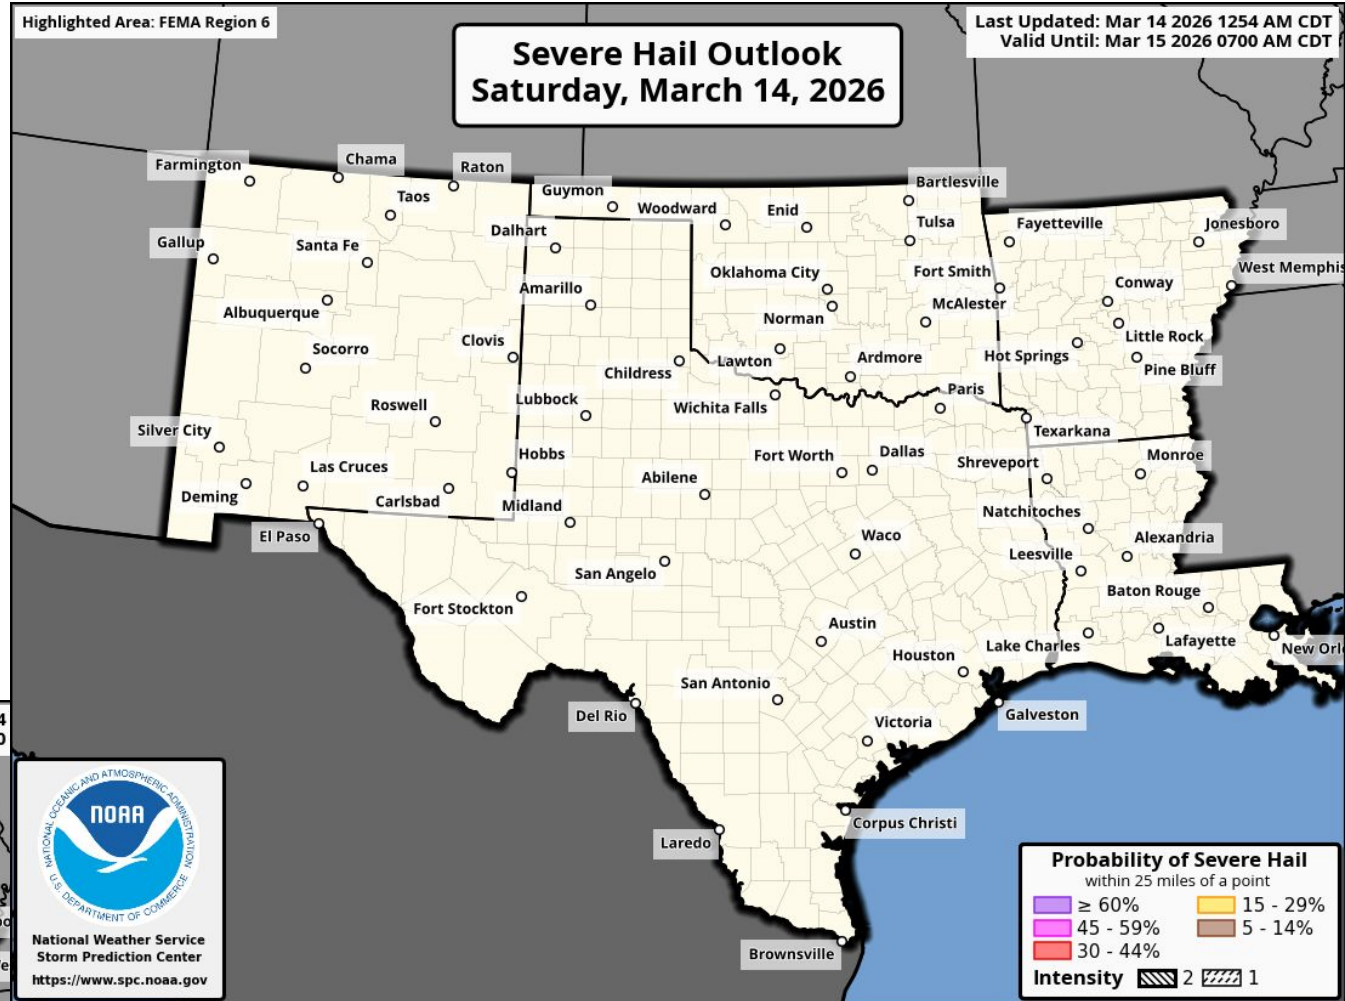 Highlighted Area: FEMA Region 6
Severe Hail Outlook
Saturday, March 14, 2026
Last Updated: Mar 14 2026 1254 AM CDT
Valid Until: Mar 15 2026 0700 AM CDT
Farmington
Chama
Raton
Taos
Guymon
Woodward
Enid
Bartlesville
Tulsa
Fayetteville
Jonesboro
Gallup
Santa Fe
Dalhart
Oklahoma City
Fort Smith
West Memphis
Albuquerque
Amarillo
Norman
McAlester
Conway
Socorro
Clovis
Childress
Lawton
Ardmore
Hot Springs
Little Rock
Pine Bluff
Roswell
Lubbock
Wichita Falls
Paris
Texarkana
Silver City
Las Cruces
Hobbs
Abilene
Fort Worth
Dallas
Shreveport
Monroe
Deming
Carlsbad
Midland
Natchitoches
El Paso
San Angelo
Waco
Leesville
Alexandria
Fort Stockton
Austin
Baton Rouge
Houston
Lake Charles
Lafayette
New Orl
San Antonio
Del Rio
Victoria
Galveston
Laredo
Corpus Christi
Brownsville
4
0
NATIONAL OCEANIC AND ATMOSPHERIC ADMINISTRATION
NOAA
U.S. DEPARTMENT OF COMMERCE
National Weather Service
Storm Prediction Center
https://www.spc.noaa.gov
Probability of Severe Hail
within 25 miles of a point
≥ 60%
15 - 29%
45 - 59%
5 - 14%
30 - 44%
Intensity 2 1